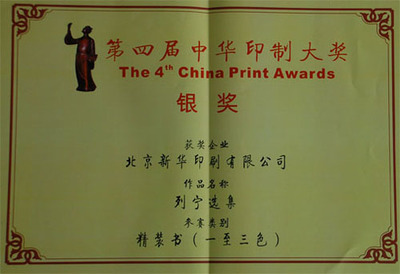 第四届中华印制大奖
The 4th China Print Awards
银奖
获奖企业
北京新华印刷有限公司
作品名称
列宁选集
参赛类别
精装书（一至三色）